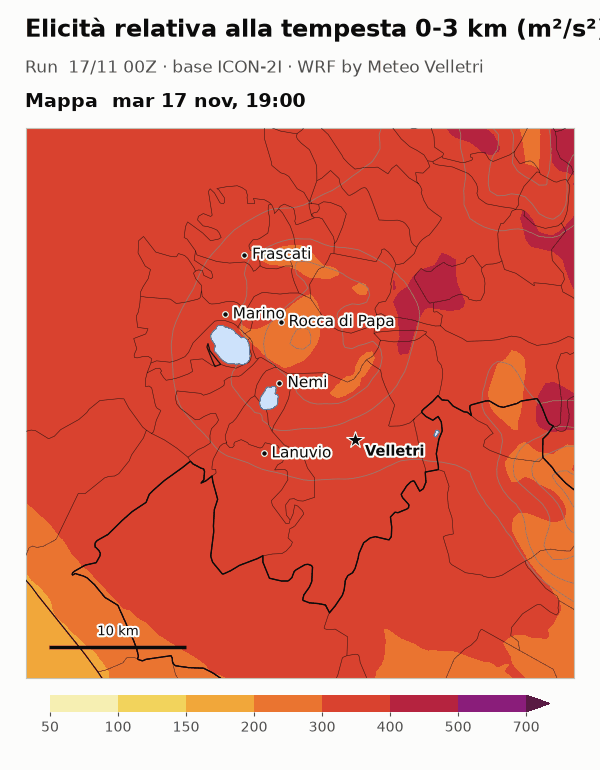 Elicità relativa alla tempesta 0-3 km (m²/s²)
Run 17/11 00Z · base ICON-2I · WRF by Meteo Velletri
Mappa mar 17 nov, 19:00
Frascati
Marino
Rocca di Papa
Nemi
Lanuvio
Velletri
10 km
50 100 150 200 300 400 500 700